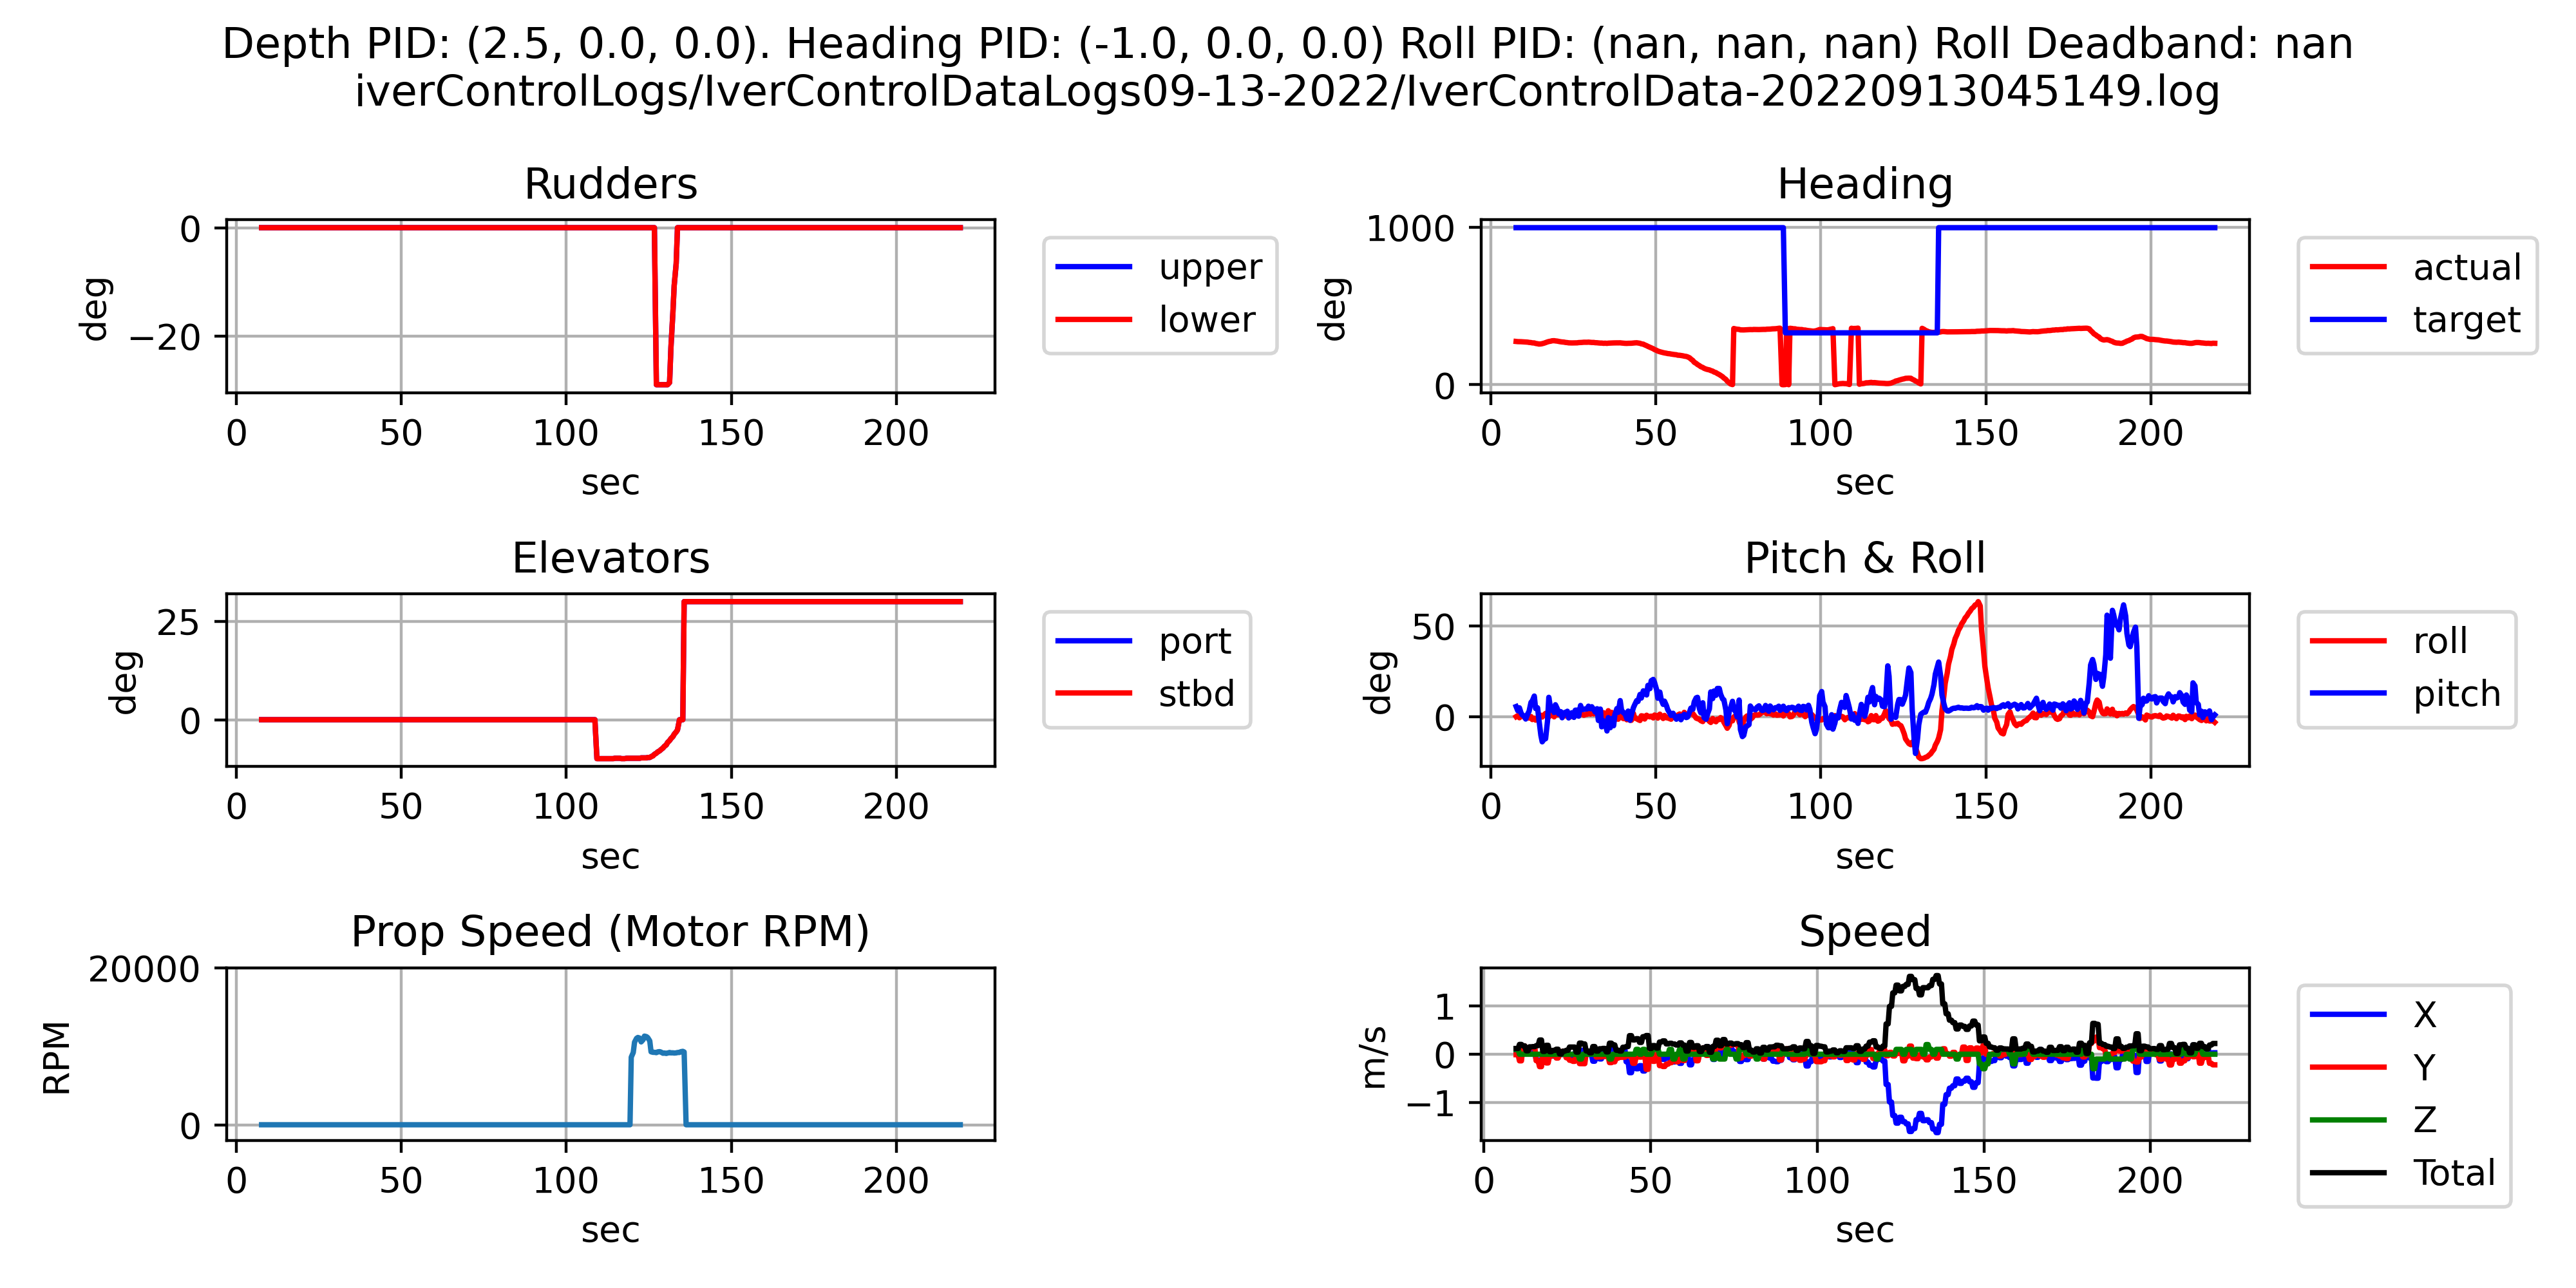 Depth PID: (2.5, 0.0, 0.0). Heading PID: (-1.0, 0.0, 0.0) Roll PID: (nan, nan, nan) Roll Deadband: nan
iverControlLogs/IverControlDataLogs09-13-2022/IverControlData-20220913045149.log
Rudders
0
−20
deg
0 50 100 150 200
sec
upper
lower
Heading
1000
0
deg
0 50 100 150 200
sec
actual
target
Elevators
25
0
deg
0 50 100 150 200
sec
port
stbd
Pitch & Roll
50
0
deg
0 50 100 150 200
sec
roll
pitch
Prop Speed (Motor RPM)
20000
0
RPM
0 50 100 150 200
sec
Speed
1
0
−1
m/s
0 50 100 150 200
sec
X
Y
Z
Total